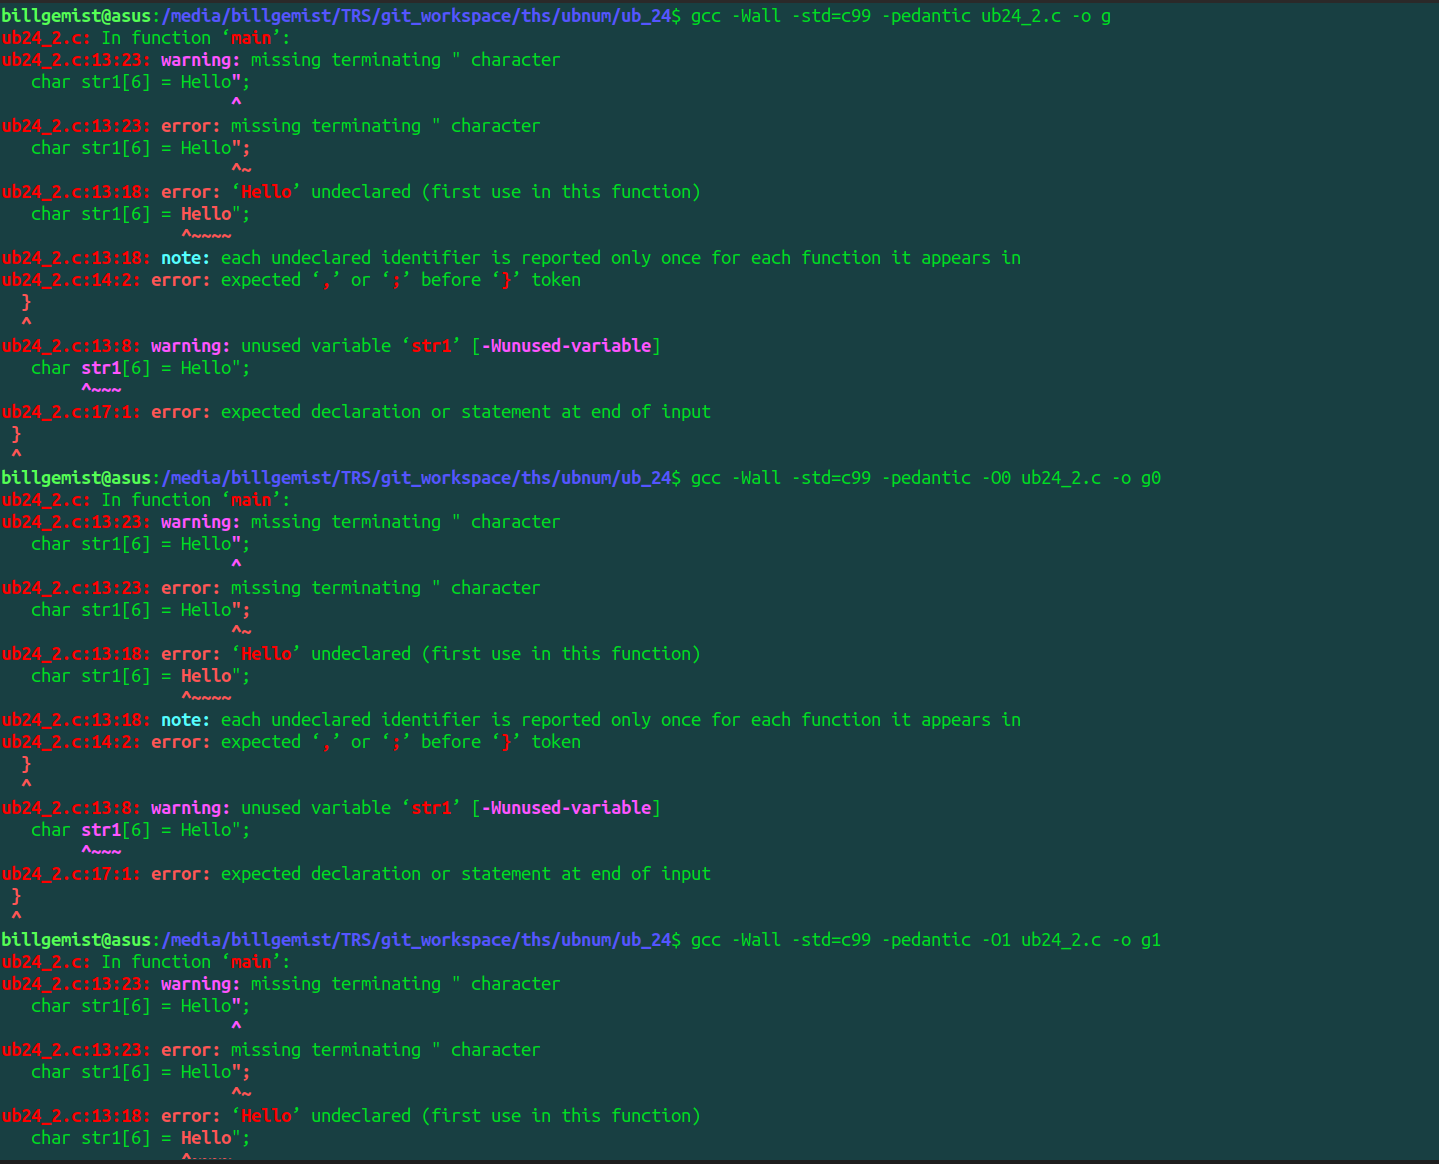 billgemist@asus:/media/billgemist/TRS/git_workspace/ths/ubnum/ub_24$ gcc -Wall -std=c99 -pedantic ub24_2.c -o g
ub24_2.c: In function ‘main’:
ub24_2.c:13:23: warning: missing terminating " character
   char str1[6] = Hello";
                       ^
ub24_2.c:13:23: error: missing terminating " character
   char str1[6] = Hello";
                       ^~
ub24_2.c:13:18: error: ‘Hello’ undeclared (first use in this function)
   char str1[6] = Hello";
                  ^~~~~
ub24_2.c:13:18: note: each undeclared identifier is reported only once for each function it appears in
ub24_2.c:14:2: error: expected ‘,’ or ‘;’ before ‘}’ token
  }
  ^
ub24_2.c:13:8: warning: unused variable ‘str1’ [-Wunused-variable]
   char str1[6] = Hello";
        ^~~~
ub24_2.c:17:1: error: expected declaration or statement at end of input
 }
 ^
billgemist@asus:/media/billgemist/TRS/git_workspace/ths/ubnum/ub_24$ gcc -Wall -std=c99 -pedantic -O0 ub24_2.c -o g0
ub24_2.c: In function ‘main’:
ub24_2.c:13:23: warning: missing terminating " character
   char str1[6] = Hello";
                       ^
ub24_2.c:13:23: error: missing terminating " character
   char str1[6] = Hello";
                       ^~
ub24_2.c:13:18: error: ‘Hello’ undeclared (first use in this function)
   char str1[6] = Hello";
                  ^~~~~
ub24_2.c:13:18: note: each undeclared identifier is reported only once for each function it appears in
ub24_2.c:14:2: error: expected ‘,’ or ‘;’ before ‘}’ token
  }
  ^
ub24_2.c:13:8: warning: unused variable ‘str1’ [-Wunused-variable]
   char str1[6] = Hello";
        ^~~~
ub24_2.c:17:1: error: expected declaration or statement at end of input
 }
 ^
billgemist@asus:/media/billgemist/TRS/git_workspace/ths/ubnum/ub_24$ gcc -Wall -std=c99 -pedantic -O1 ub24_2.c -o g1
ub24_2.c: In function ‘main’:
ub24_2.c:13:23: warning: missing terminating " character
   char str1[6] = Hello";
                       ^
ub24_2.c:13:23: error: missing terminating " character
   char str1[6] = Hello";
                       ^~
ub24_2.c:13:18: error: ‘Hello’ undeclared (first use in this function)
   char str1[6] = Hello";
                  ^~~~~